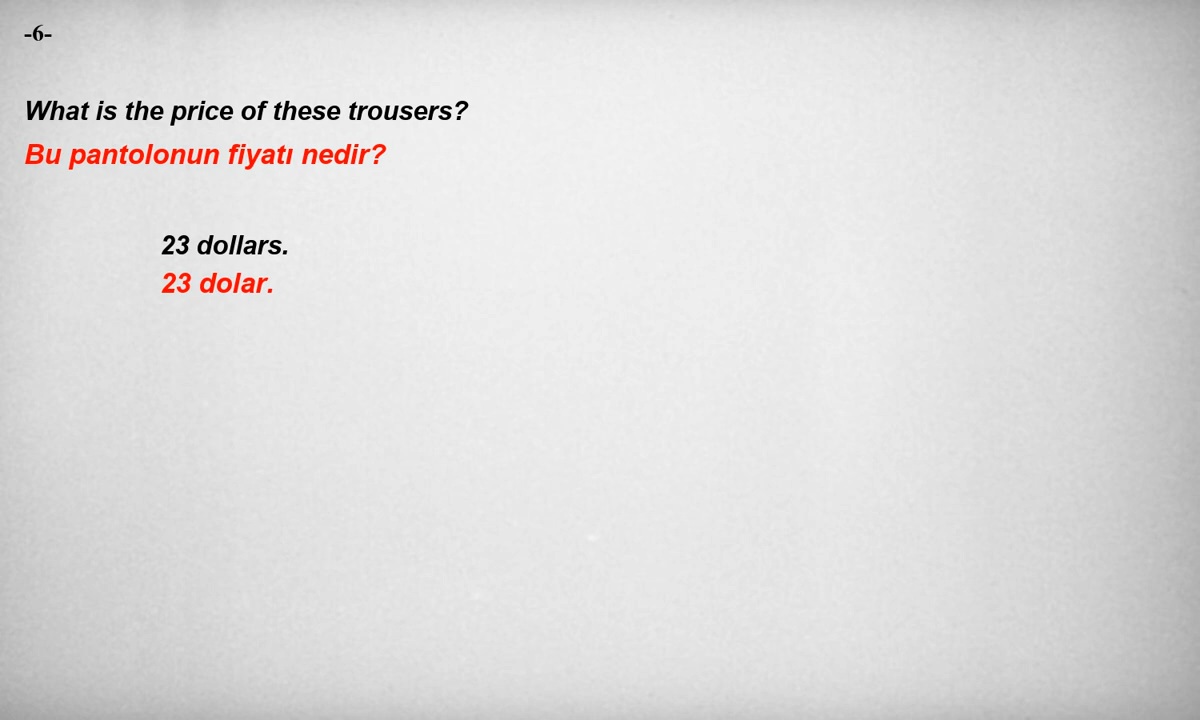 -6-
What is the price of these trousers?
Bu pantolonun fiyatı nedir?
23 dollars.
23 dolar.